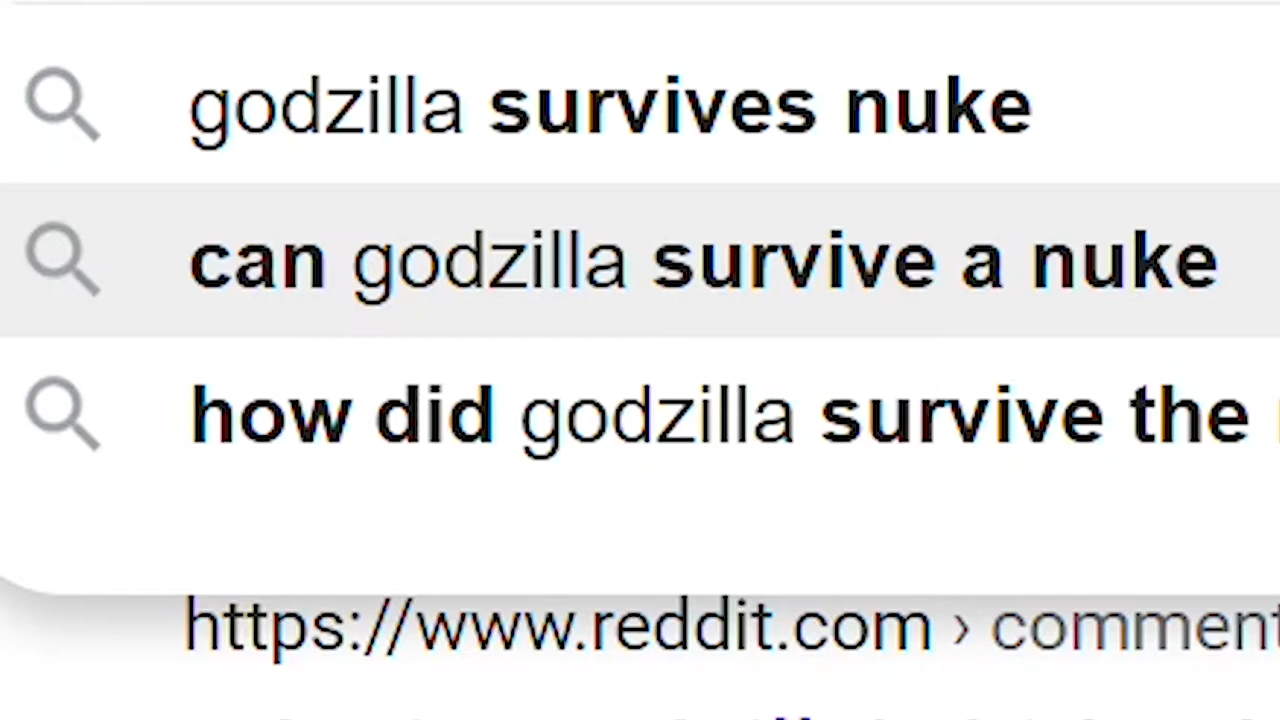 godzilla survives nuke
can godzilla survive a nuke
how did godzilla survive the
https://www.reddit.com › comment